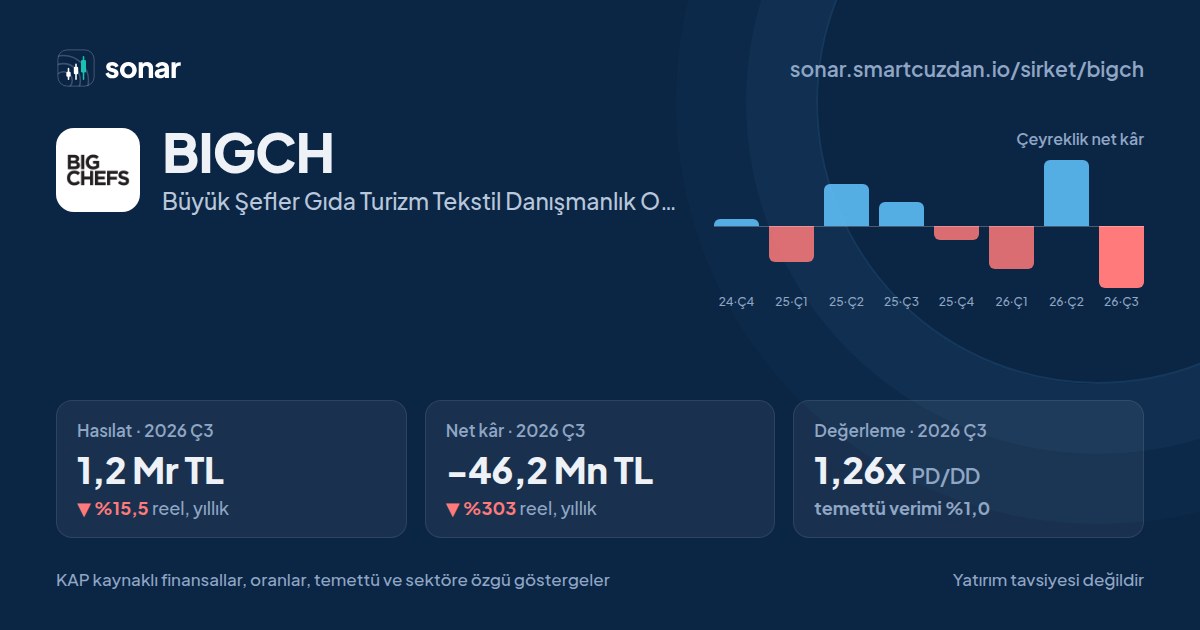 sonar
sonar.smartcuzdan.io/sirket/bigch
BIG
CHEFS
BIGCH
Büyük Şefler Gıda Turizm Tekstil Danışmanlık O…
Çeyreklik net kâr
24·Ç4 25·Ç1 25·Ç2 25·Ç3 25·Ç4 26·Ç1 26·Ç2 26·Ç3
Hasılat · 2026 Ç3
1,2 Mr TL
▼ %15,5 reel, yıllık
Net kâr · 2026 Ç3
−46,2 Mn TL
▼ %303 reel, yıllık
Değerleme · 2026 Ç3
1,26x PD/DD
temettü verimi %1,0
KAP kaynaklı finansallar, oranlar, temettü ve sektöre özgü göstergeler
Yatırım tavsiyesi değildir